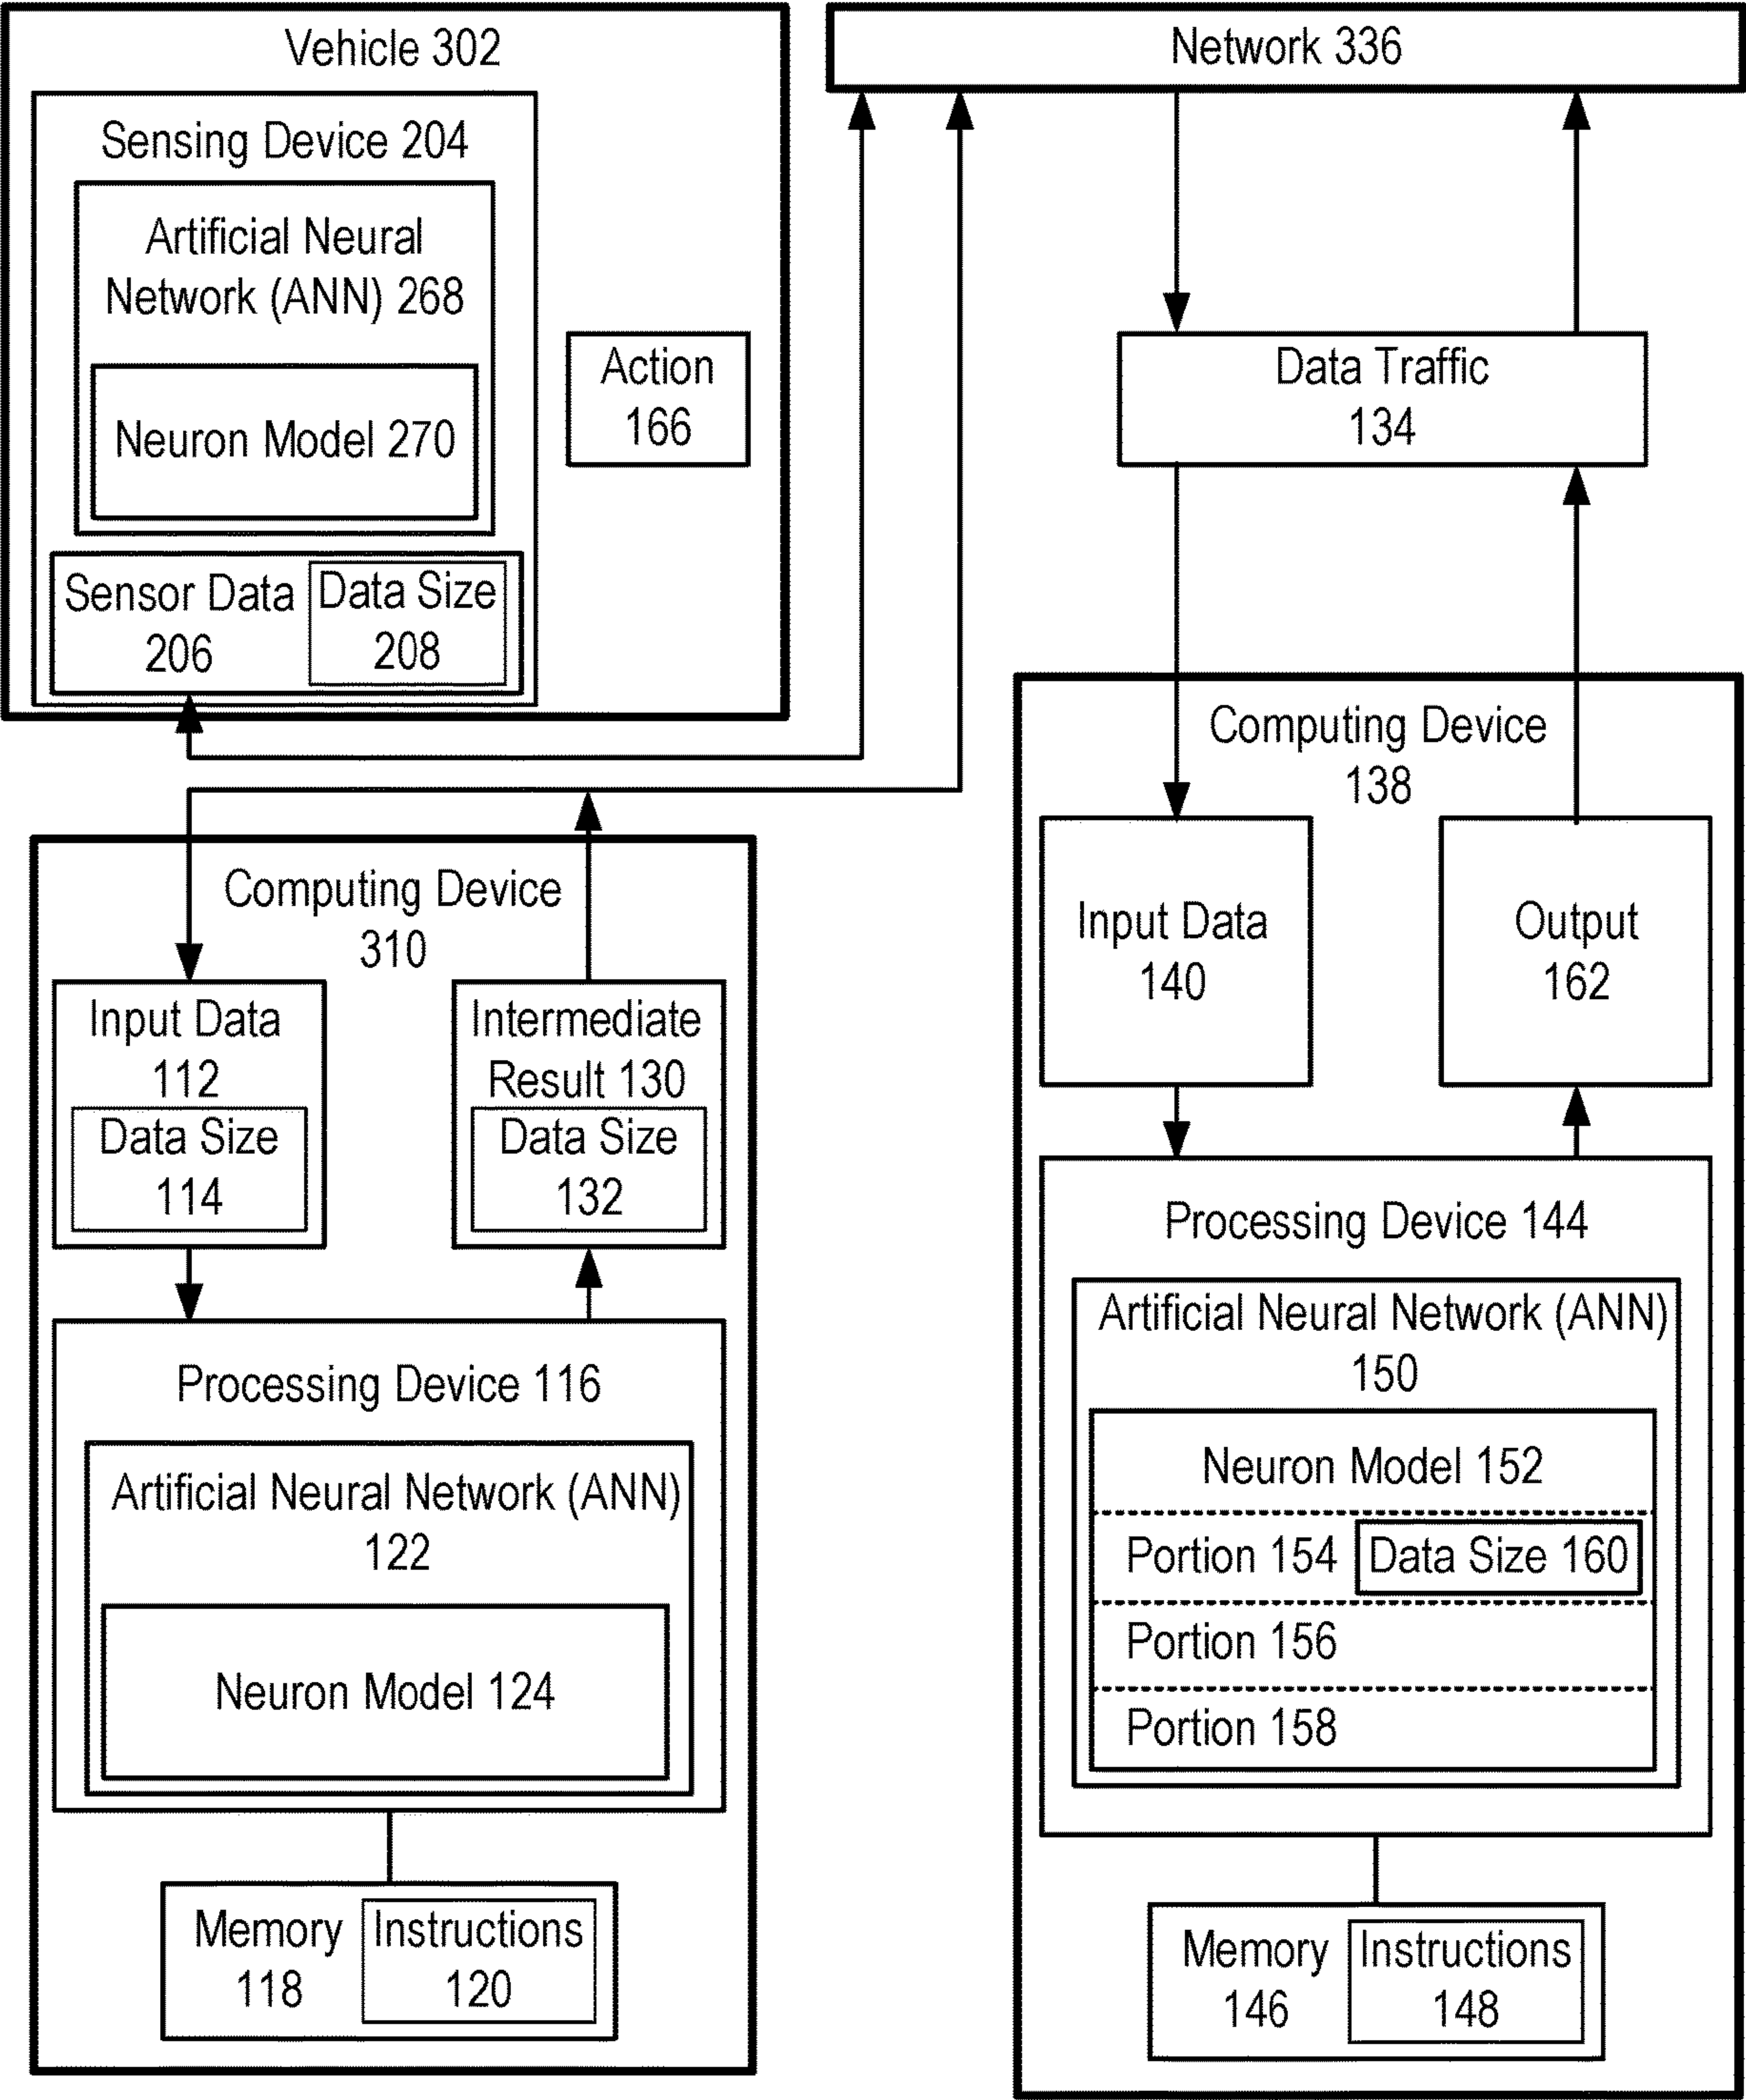 Vehicle 302
Sensing Device 204
Artificial Neural
Network (ANN) 268
Neuron Model 270
Sensor Data
206
Data Size
208
Action
166
Network 336
Data Traffic
134
Computing Device
310
Input Data
112
Data Size
114
Intermediate
Result 130
Data Size
132
Processing Device 116
Artificial Neural Network (ANN)
122
Neuron Model 124
Memory
118
Instructions
120
Computing Device
138
Input Data
140
Output
162
Processing Device 144
Artificial Neural Network (ANN)
150
Neuron Model 152
Portion 154
Data Size 160
Portion 156
Portion 158
Memory
146
Instructions
148